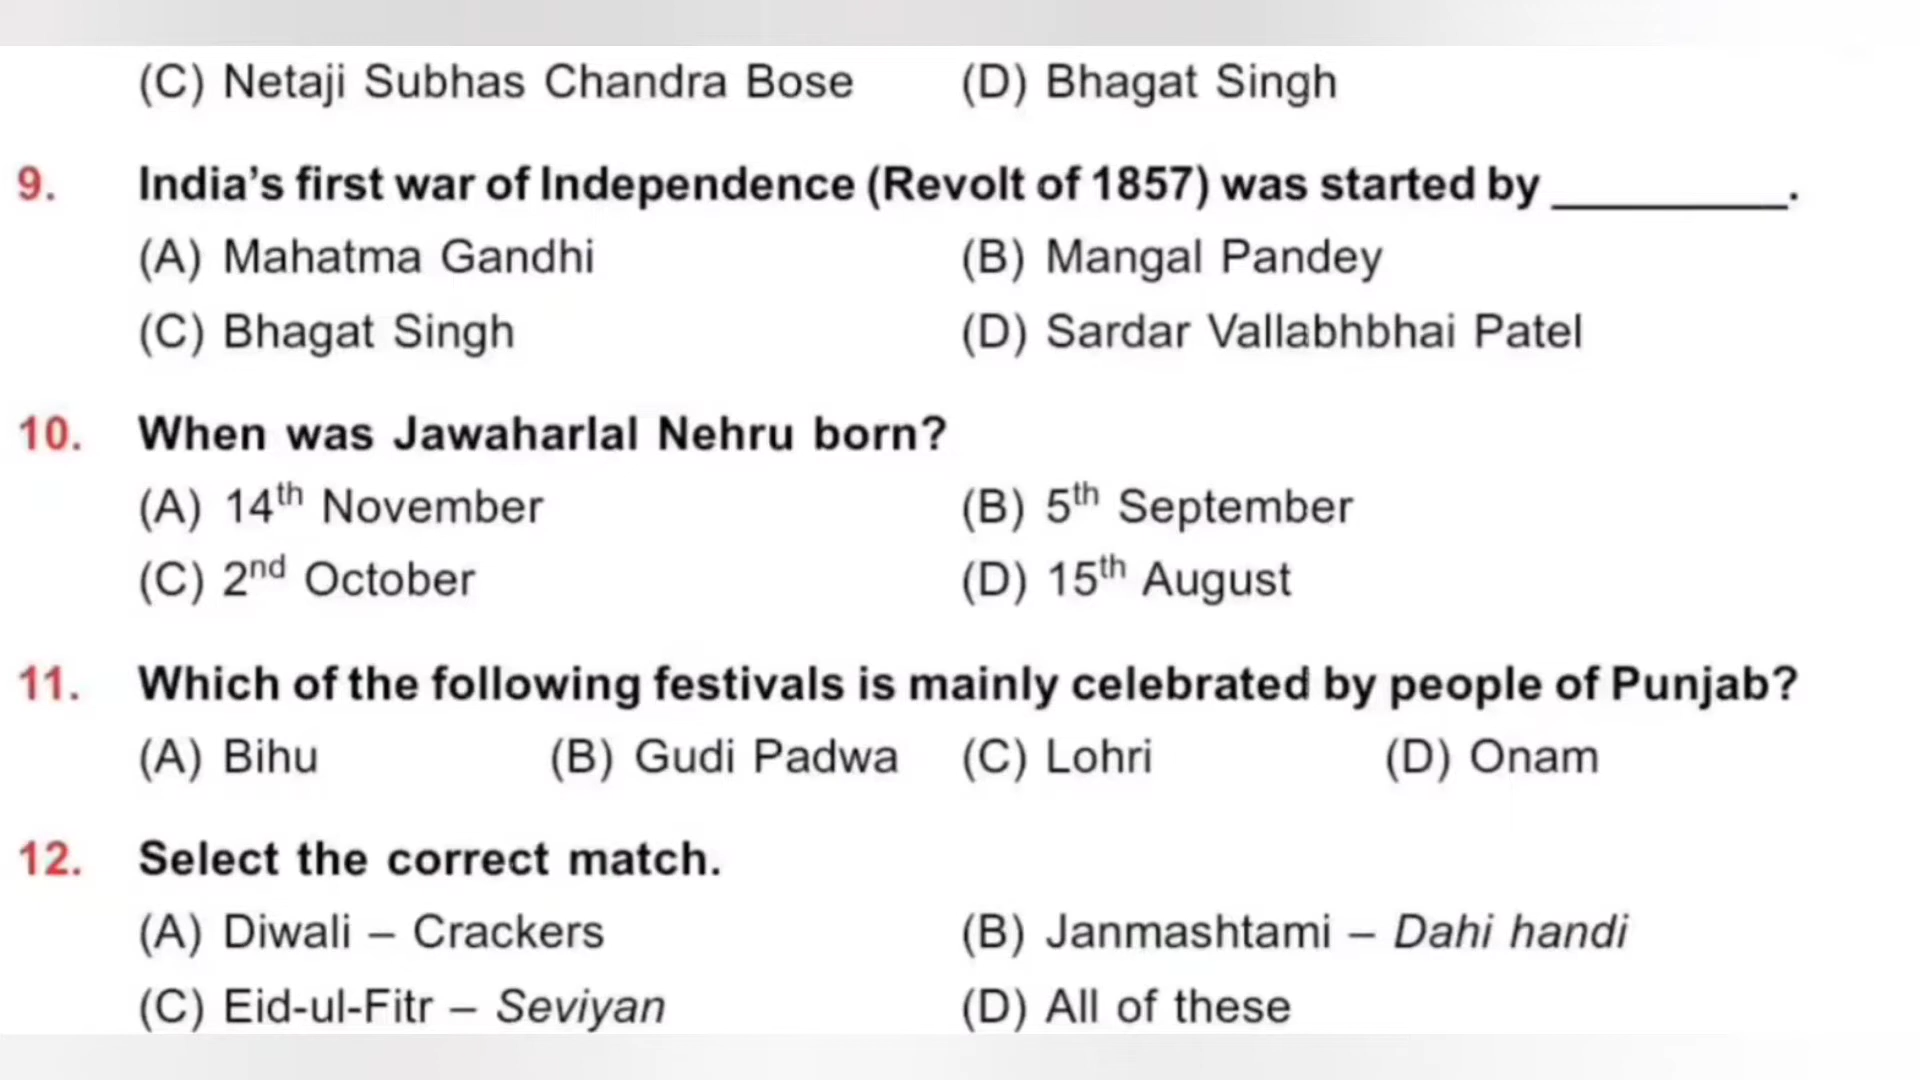 (C) Netaji Subhas Chandra Bose (D) Bhagat Singh
9. India's first war of Independence (Revolt of 1857) was started by __________.
(A) Mahatma Gandhi (B) Mangal Pandey
(C) Bhagat Singh (D) Sardar Vallabhbhai Patel
10. When was Jawaharlal Nehru born?
(A) 14th November (B) 5th September
(C) 2nd October (D) 15th August
11. Which of the following festivals is mainly celebrated by people of Punjab?
(A) Bihu (B) Gudi Padwa (C) Lohri (D) Onam
12. Select the correct match.
(A) Diwali – Crackers (B) Janmashtami – Dahi handi
(C) Eid-ul-Fitr – Seviyan (D) All of these